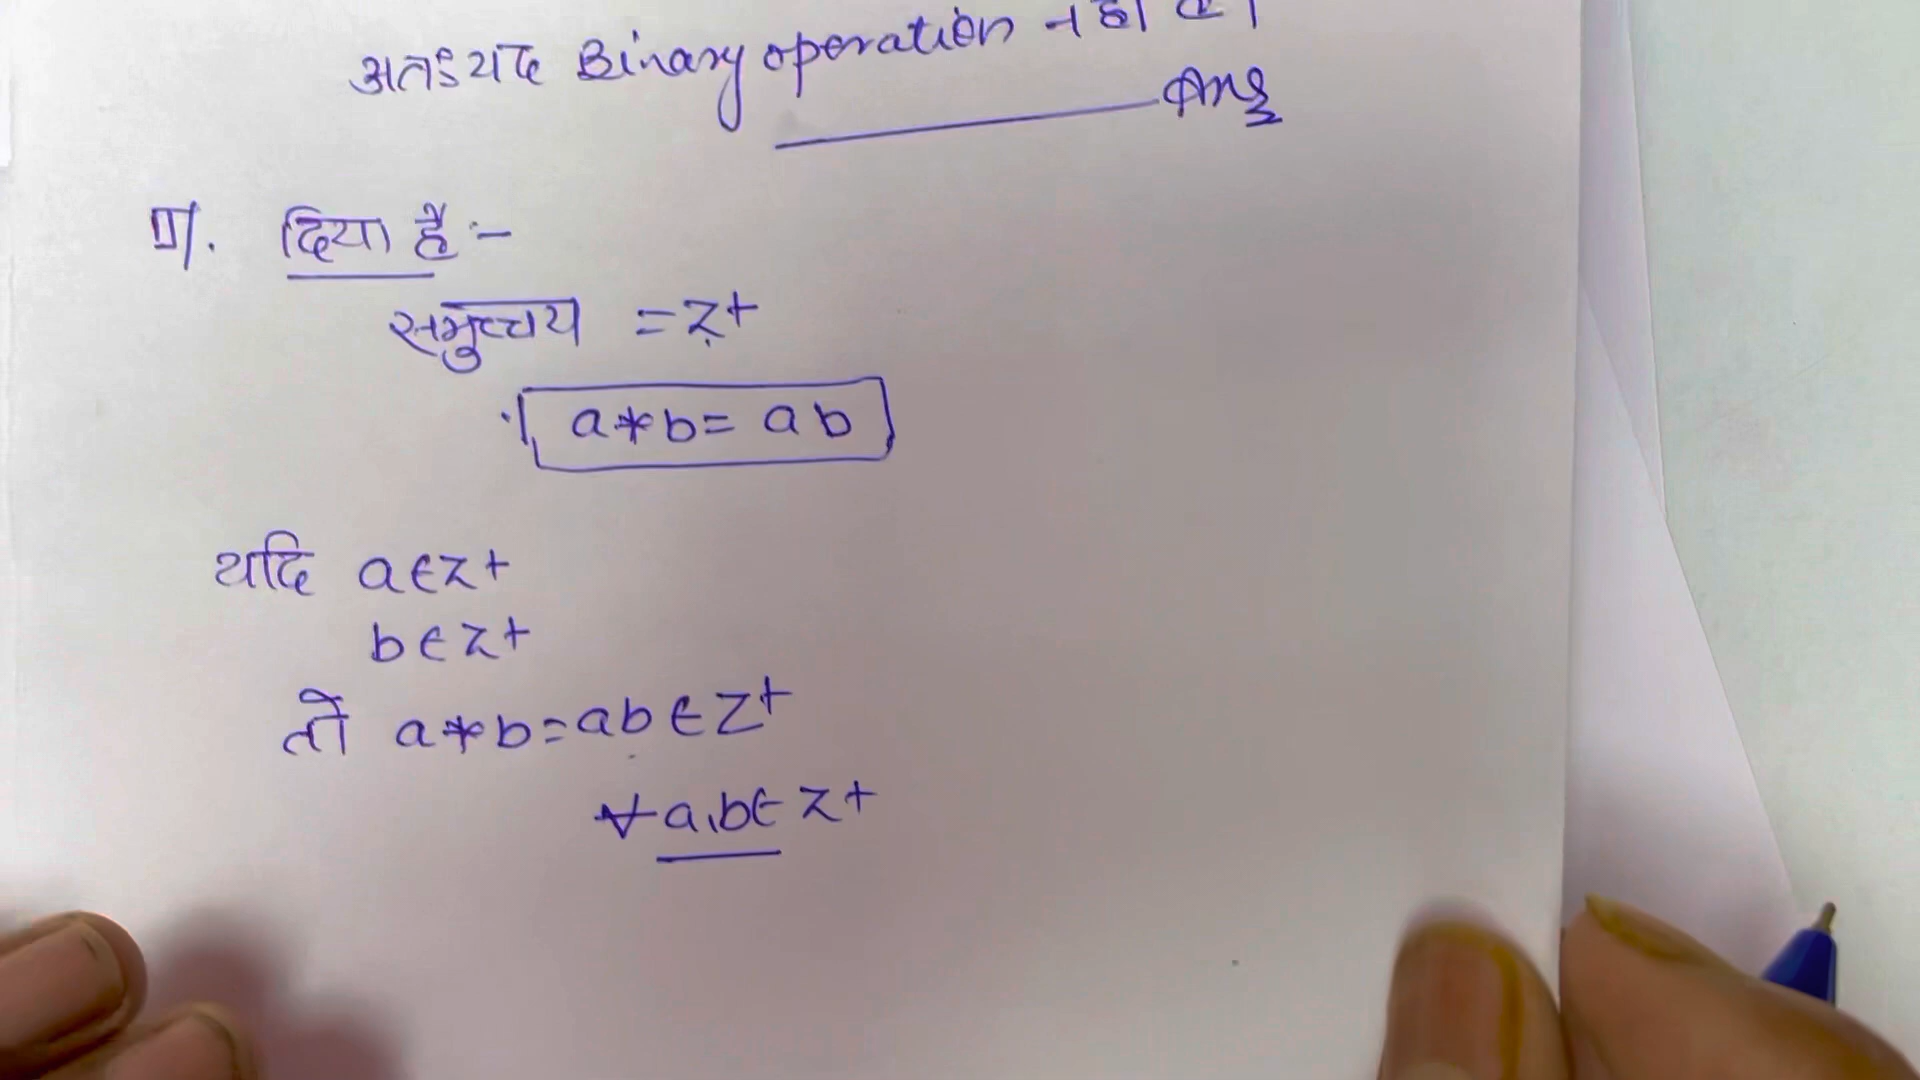 अतः यह Binary operation नही है।
Ans
II/. दिया है :-
समुच्चय = Z+
a*b= ab
यदि a∈Z+
b∈Z+
तो a*b=ab∈Z+
∀ a,b∈ Z+